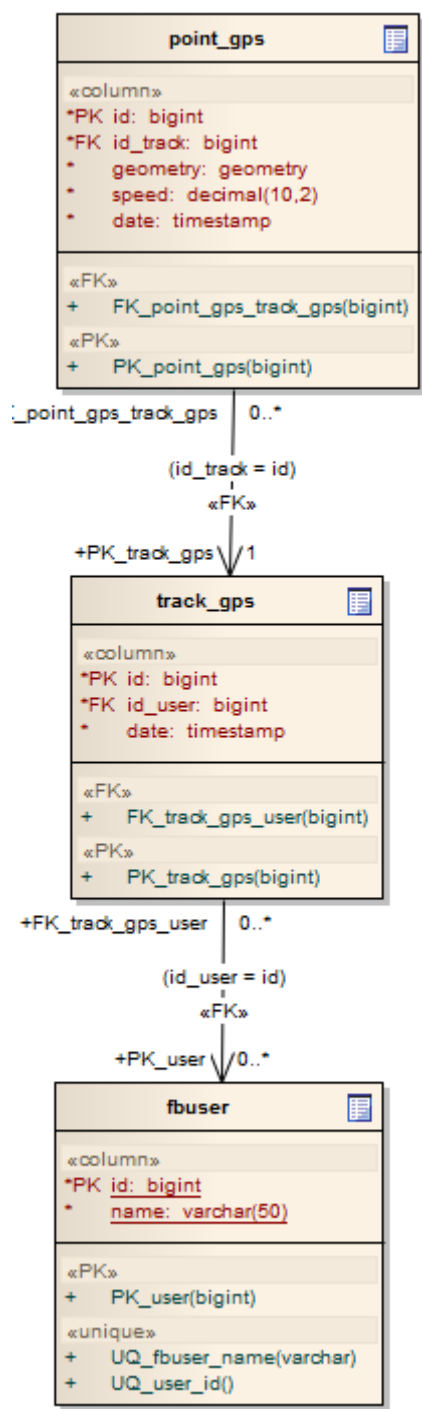 point_gps
«column»
*PK id: bigint
*FK id_track: bigint
* geometry: geometry
* speed: decimal(10,2)
* date: timestamp
«FK»
+ FK_point_gps_track_gps(bigint)
«PK»
+ PK_point_gps(bigint)
_point_gps_track_gps 0..*
(id_track = id)
«FK»
+PK_track_gps 1
track_gps
«column»
*PK id: bigint
*FK id_user: bigint
* date: timestamp
«FK»
+ FK_track_gps_user(bigint)
«PK»
+ PK_track_gps(bigint)
+FK_track_gps_user 0..*
(id_user = id)
«FK»
+PK_user 0..*
fbuser
«column»
*PK id: bigint
* name: varchar(50)
«PK»
+ PK_user(bigint)
«unique»
+ UQ_fbuser_name(varchar)
+ UQ_user_id()